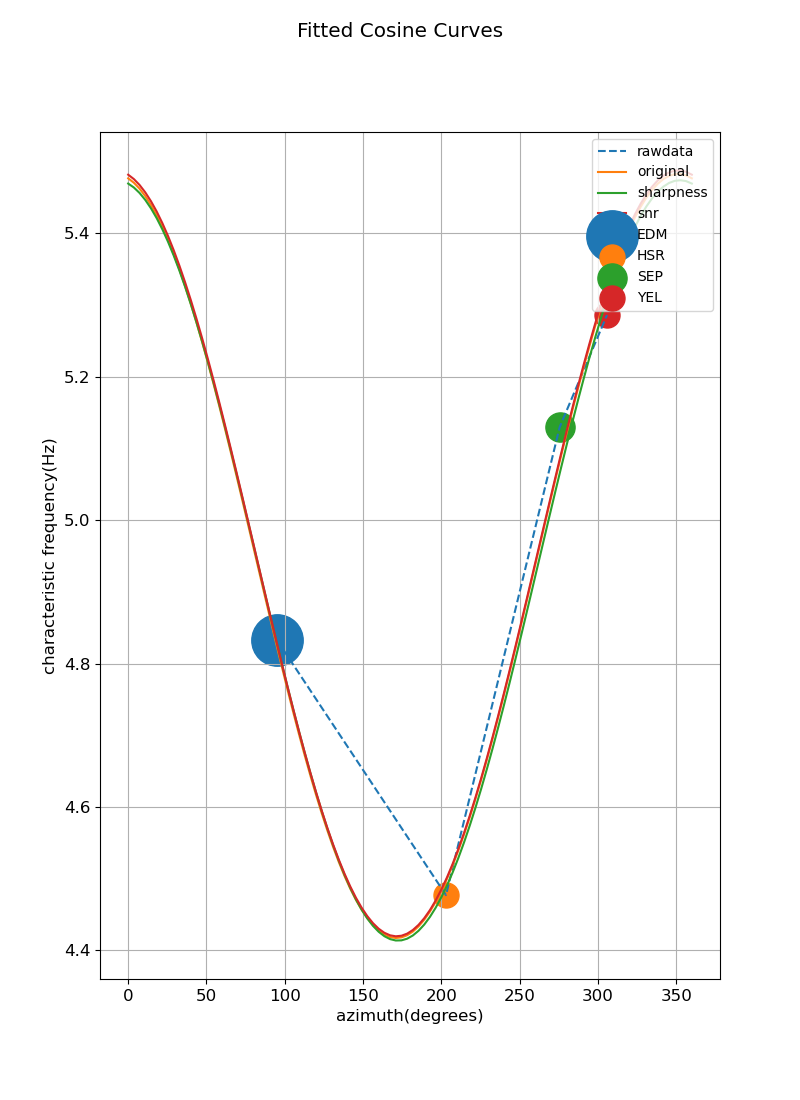 Fitted Cosine Curves
rawdata
original
sharpness
snr
EDM
HSR
SEP
YEL
5.4
5.2
5.0
4.8
4.6
4.4
characteristic frequency(Hz)
0 50 100 150 200 250 300 350
azimuth(degrees)